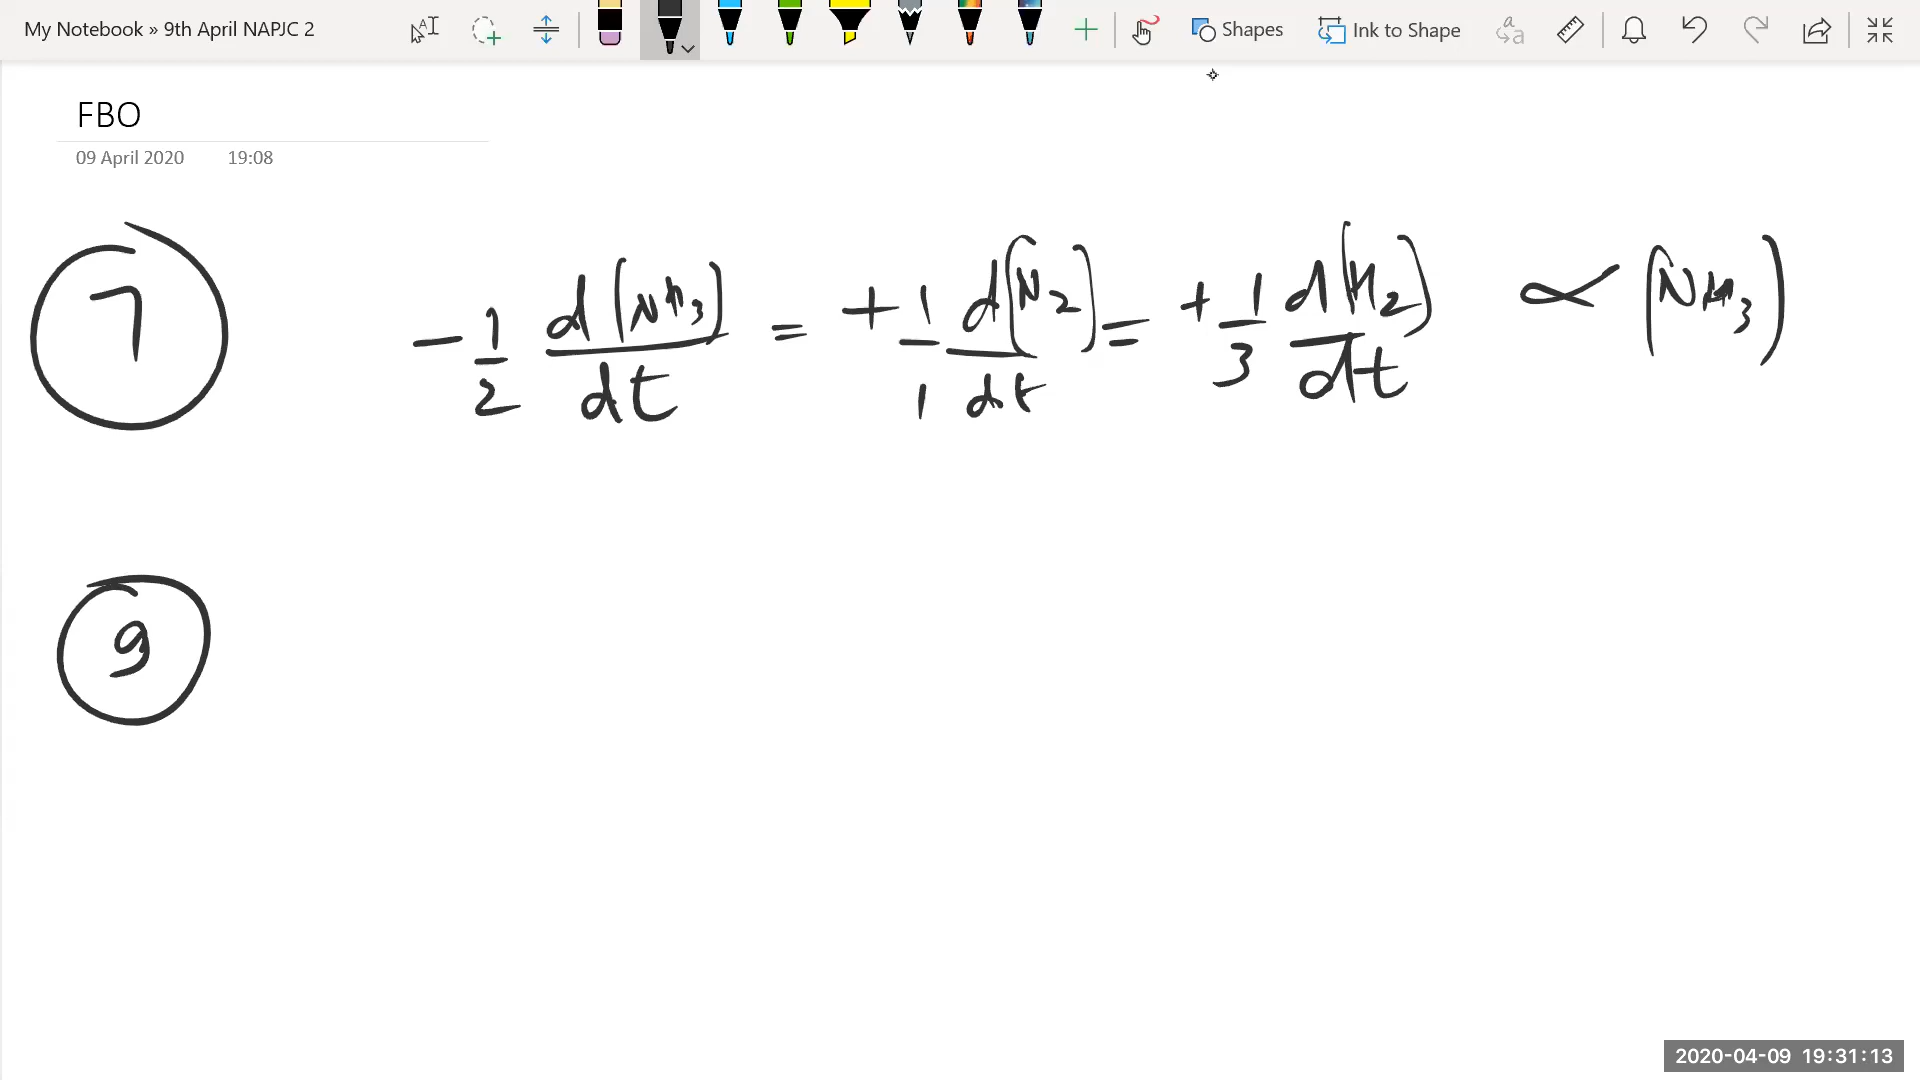 My Notebook » 9th April NAPJC 2
Shapes
Ink to Shape
FBO
09 April 2020 19:08
7 - 1/2 d[NH3]/dt = + 1/1 d[N2]/dt = + 1/3 d[H2]/dt ∝ [NH3]
9
2020-04-09 19:31:13